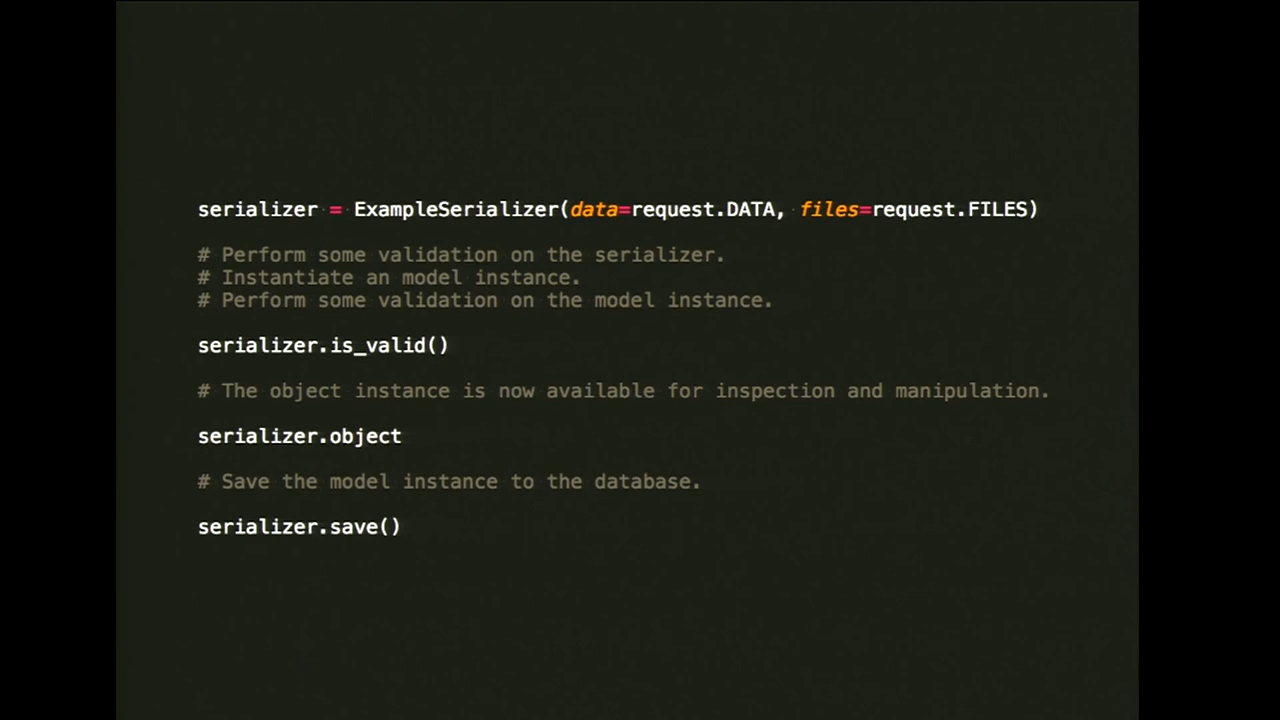 serializer = ExampleSerializer(data=request.DATA, files=request.FILES)
# Perform some validation on the serializer.
# Instantiate an model instance.
# Perform some validation on the model instance.
serializer.is_valid()
# The object instance is now available for inspection and manipulation.
serializer.object
# Save the model instance to the database.
serializer.save()